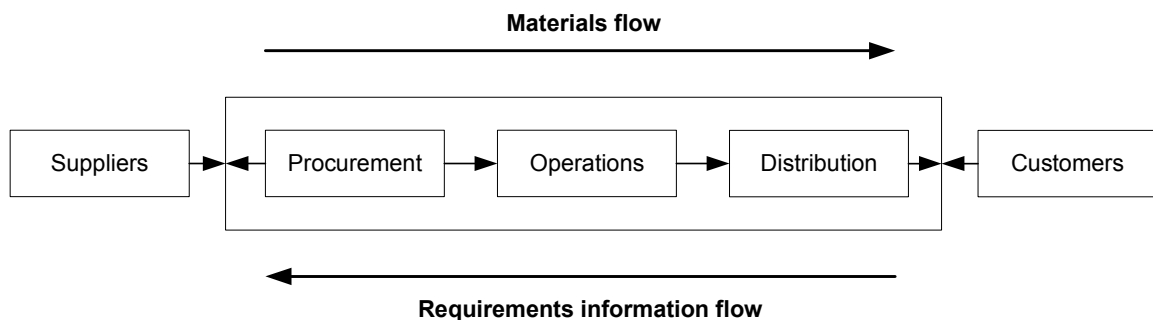 Materials flow
Suppliers
Procurement
Operations
Distribution
Customers
Requirements information flow